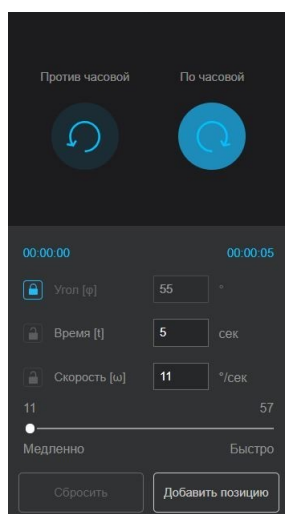 Против часовой По часовой
00:00:00 00:00:05
Угол [φ] 55 °
Время [t] 5 сек
Скорость [ω] 11 °/сек
11 57
Медленно Быстро
Сбросить Добавить позицию